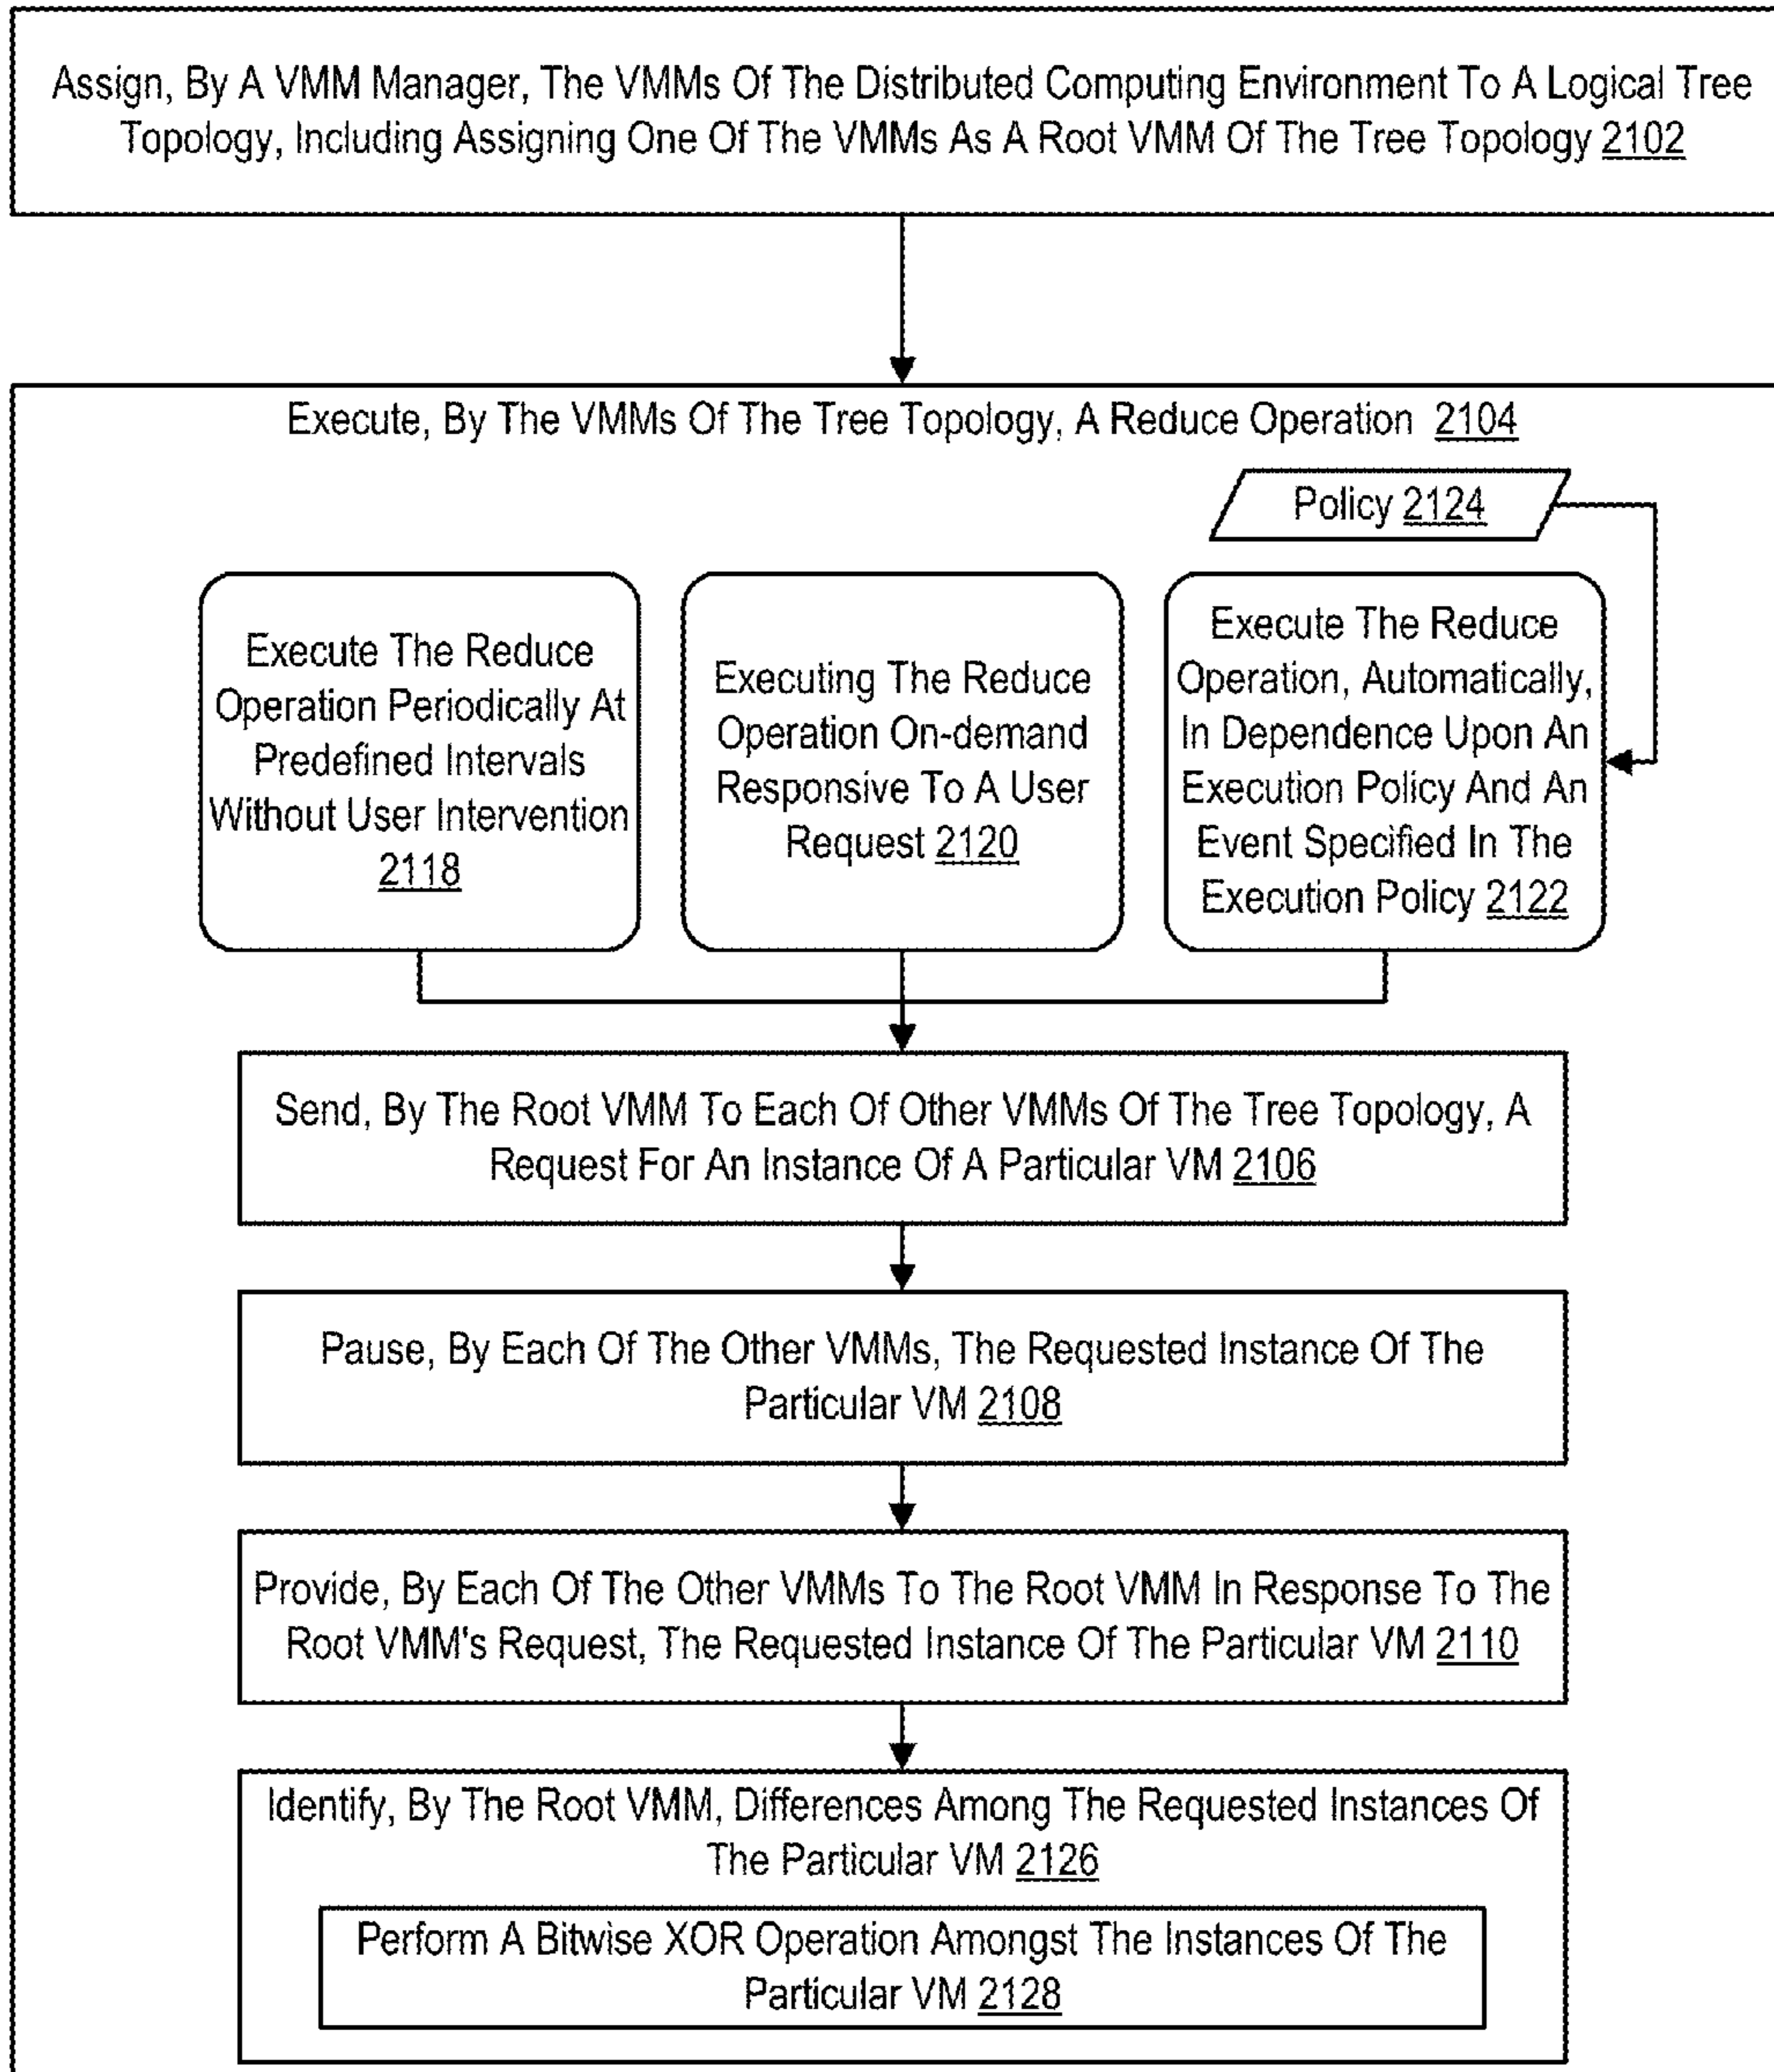 Assign, By A VMM Manager, The VMMs Of The Distributed Computing Environment To A Logical Tree
Topology, Including Assigning One Of The VMMs As A Root VMM Of The Tree Topology 2102
Execute, By The VMMs Of The Tree Topology, A Reduce Operation 2104
Policy 2124
Execute The Reduce
Operation Periodically At
Predefined Intervals
Without User Intervention
2118
Executing The Reduce
Operation On-demand
Responsive To A User
Request 2120
Execute The Reduce
Operation, Automatically,
In Dependence Upon An
Execution Policy And An
Event Specified In The
Execution Policy 2122
Send, By The Root VMM To Each Of Other VMMs Of The Tree Topology, A
Request For An Instance Of A Particular VM 2106
Pause, By Each Of The Other VMMs, The Requested Instance Of The
Particular VM 2108
Provide, By Each Of The Other VMMs To The Root VMM In Response To The
Root VMM's Request, The Requested Instance Of The Particular VM 2110
Identify, By The Root VMM, Differences Among The Requested Instances Of
The Particular VM 2126
Perform A Bitwise XOR Operation Amongst The Instances Of The
Particular VM 2128